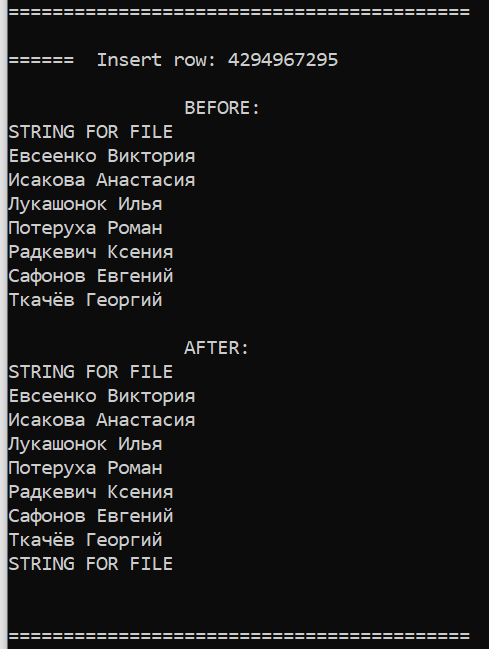 ==========================================
======  Insert row: 4294967295
BEFORE:
STRING FOR FILE
Евсеенко Виктория
Исакова Анастасия
Лукашонок Илья
Потеруха Роман
Радкевич Ксения
Сафонов Евгений
Ткачёв Георгий
AFTER:
STRING FOR FILE
Евсеенко Виктория
Исакова Анастасия
Лукашонок Илья
Потеруха Роман
Радкевич Ксения
Сафонов Евгений
Ткачёв Георгий
STRING FOR FILE
==========================================